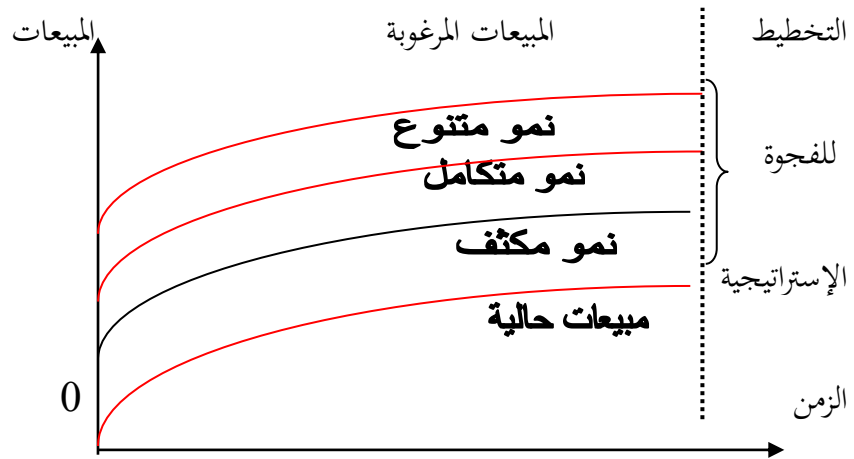 التخطيط
المبيعات المرغوبة
المبيعات
نمو متنوع
للفجوة
نمو متكامل
نمو مكثف
الإستراتيجية
مبيعات حالية
الزمن
0